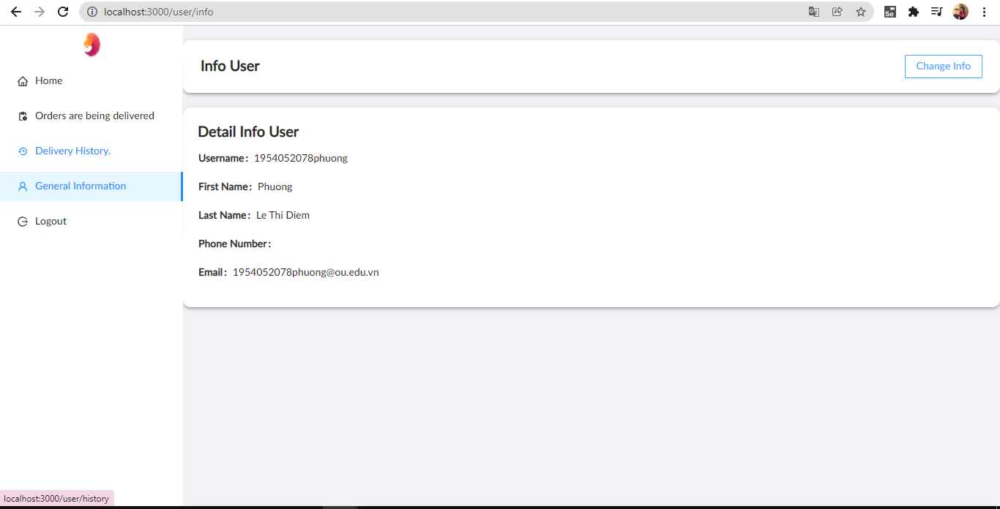 localhost:3000/user/info
Se
Info User
Change Info
Home
Orders are being delivered
Delivery History.
General Information
Logout
Detail Info User
Username: 1954052078phuong
First Name: Phuong
Last Name: Le Thi Diem
Phone Number:
Email: 1954052078phuong@ou.edu.vn
localhost:3000/user/history